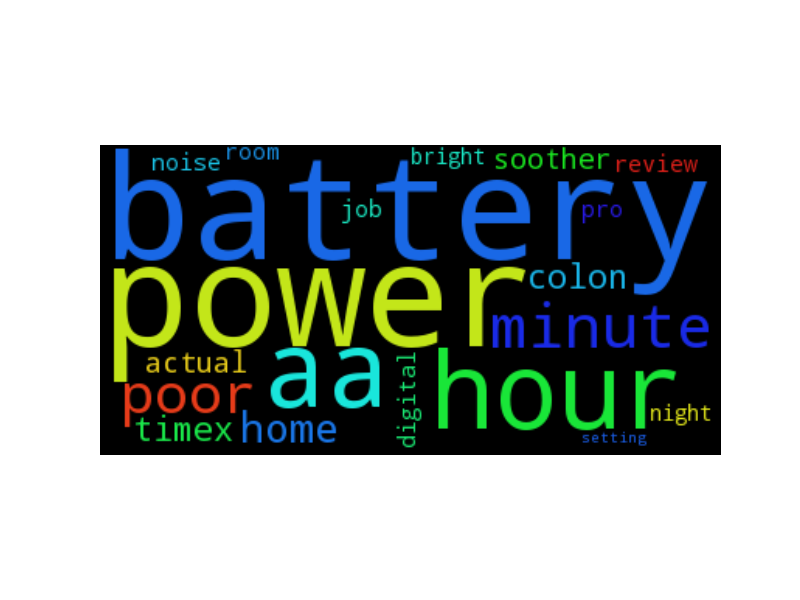 room
bright
noise
soother
review
battery
job
pro
power
colon
minute
actual
aa
hour
poor
digital
night
timex
home
setting